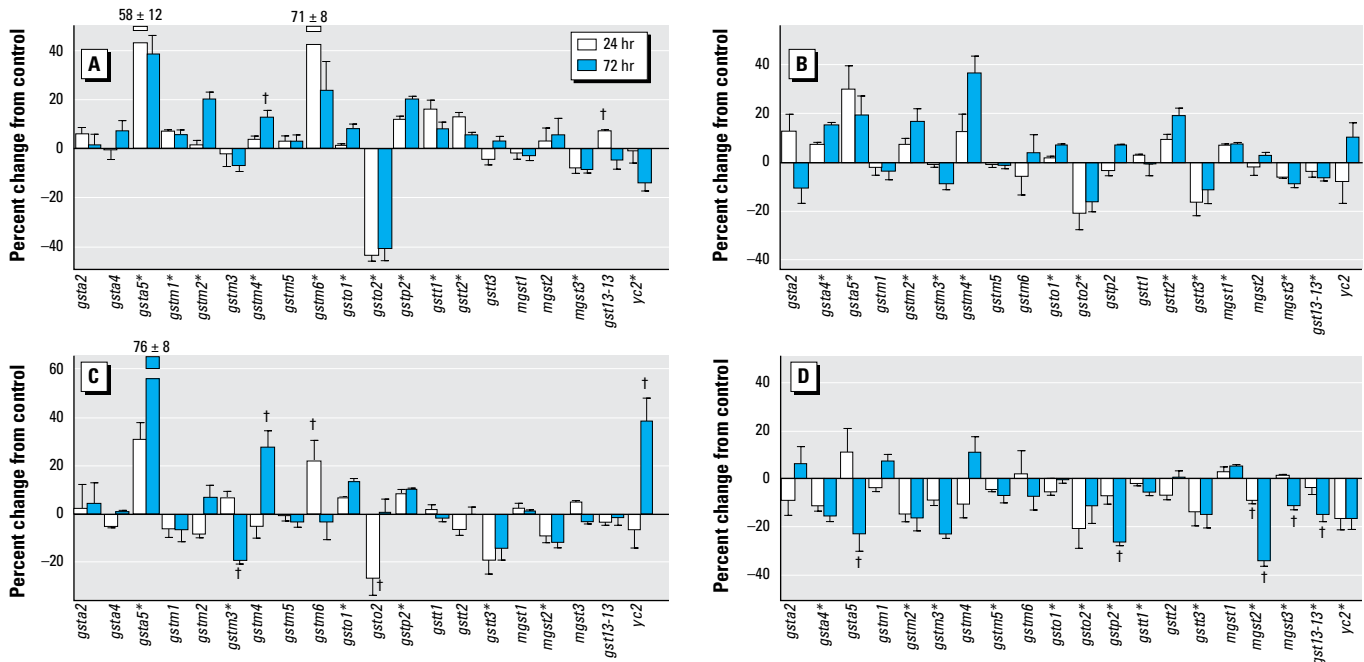 58 ± 12
71 ± 8
A
24 hr
72 hr
†
†
Percent change from control
40
20
0
–20
–40
gsta2
gsta4
gsta5*
gstm1*
gstm2*
gstm3
gstm4*
gstm5
gstm6*
gsto1*
gsto2*
gstp2*
gstt1*
gstt2*
gstt3
mgst1
mgst2
mgst3*
gst13-13
yc2*
B
Percent change from control
40
20
0
–20
–40
gsta2
gsta4*
gsta5*
gstm1
gstm2*
gstm3*
gstm4*
gstm5
gstm6
gsto1*
gsto2*
gstp2
gstt1
gstt2*
gstt3*
mgst1*
mgst2
mgst3*
gst13-13*
yc2
76 ± 8
C
†
†
†
†
†
Percent change from control
60
40
20
0
–20
gsta2
gsta4
gsta5*
gstm1
gstm2
gstm3*
gstm4
gstm5
gstm6
gsto1*
gsto2
gstp2*
gstt1
gstt2
gstt3*
mgst1
mgst2*
mgst3
gst13-13
yc2
D
Percent change from control
40
20
0
–20
–40
†
†
†
†
†
†
gsta2
gsta4*
gsta5
gstm1
gstm2*
gstm3*
gstm4
gstm5*
gstm6
gsto1*
gsto2*
gstp2*
gstt1*
gstt2
gstt3*
mgst1
mgst2*
mgst3*
gst13-13*
yc2*